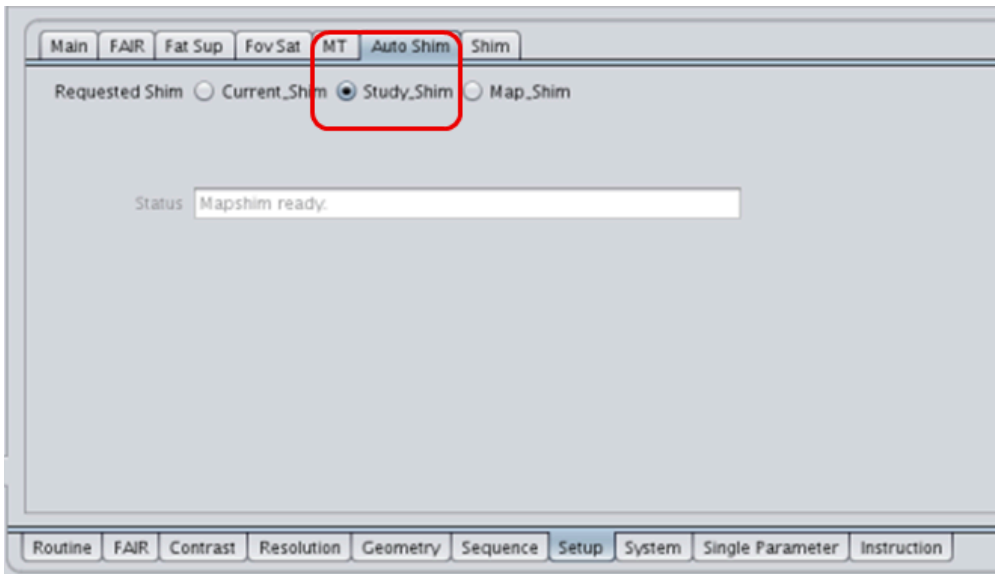 Main FAIR Fat Sup Fov Sat MT Auto Shim Shim
Requested Shim Current_Shim Study_Shim Map_Shim
Status Mapshim ready.
Routine FAIR Contrast Resolution Geometry Sequence Setup System Single Parameter Instruction